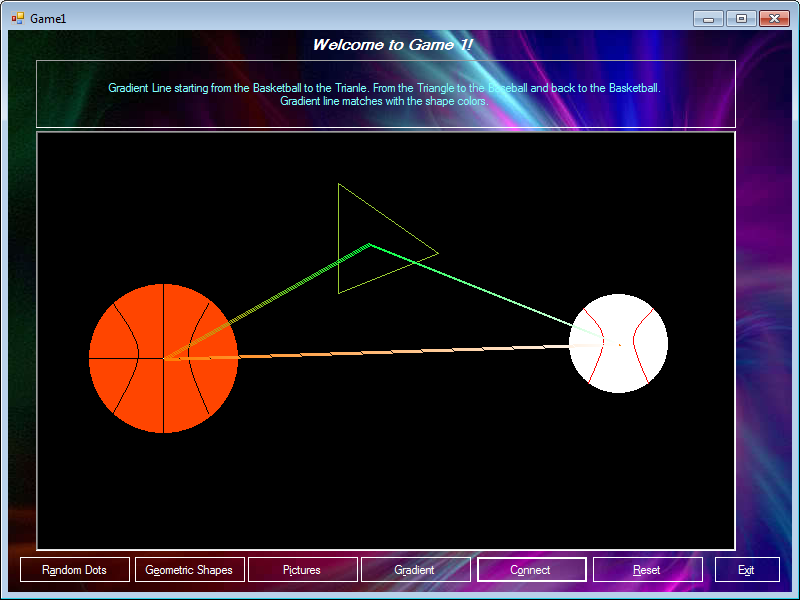 Game1
Welcome to Game 1!
Gradient Line starting from the Basketball to the Trianle. From the Triangle to the Baseball and back to the Basketball.
Gradient line matches with the shape colors.
Random Dots
Geometric Shapes
Pictures
Gradient
Connect
Reset
Exit